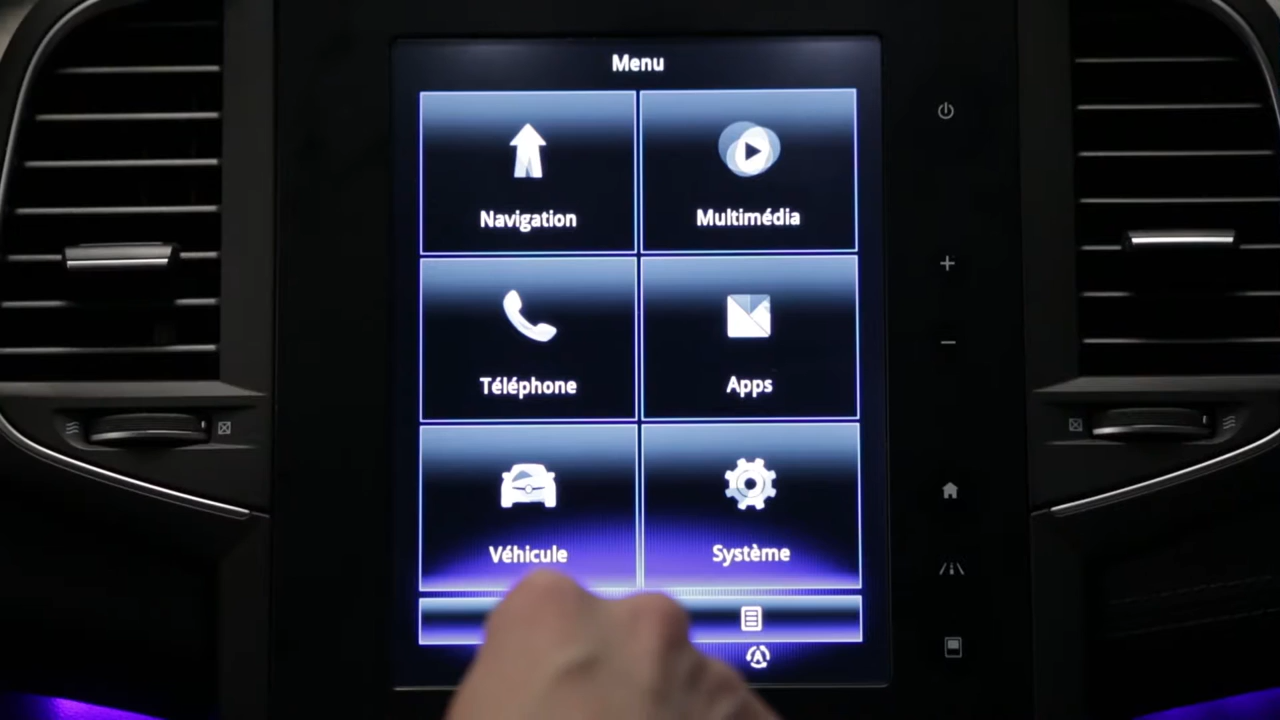 Menu
Navigation
Multimédia
Téléphone
Apps
Véhicule
Système